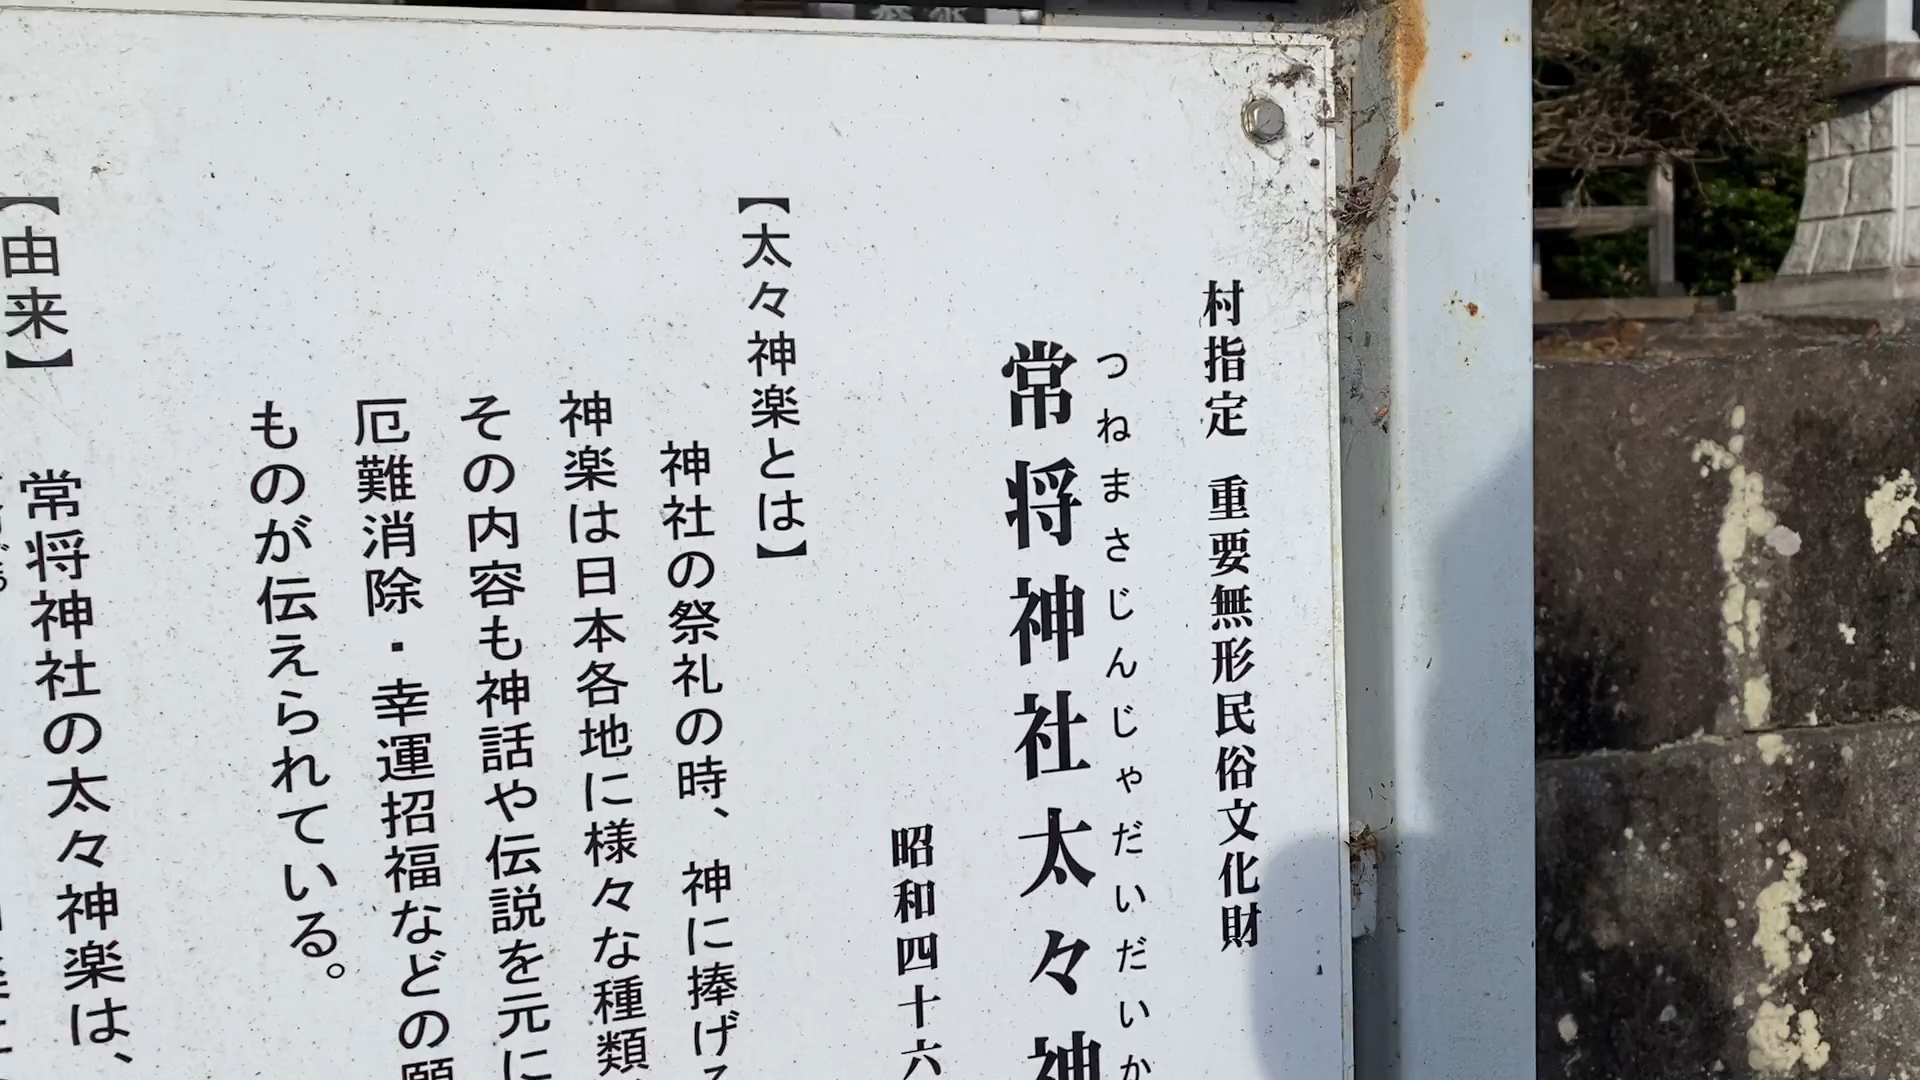 村指定 重要無形民俗文化財
つねまさじんじゃだいだいか
常将神社太々神
昭和四十六
【太々神楽とは】
神社の祭礼の時、神に捧げる
神楽は日本各地に様々な種類
その内容も神話や伝説を元に
厄難消除・幸運招福などの願
ものが伝えられている。
【由来】
常将神社の太々神楽は、